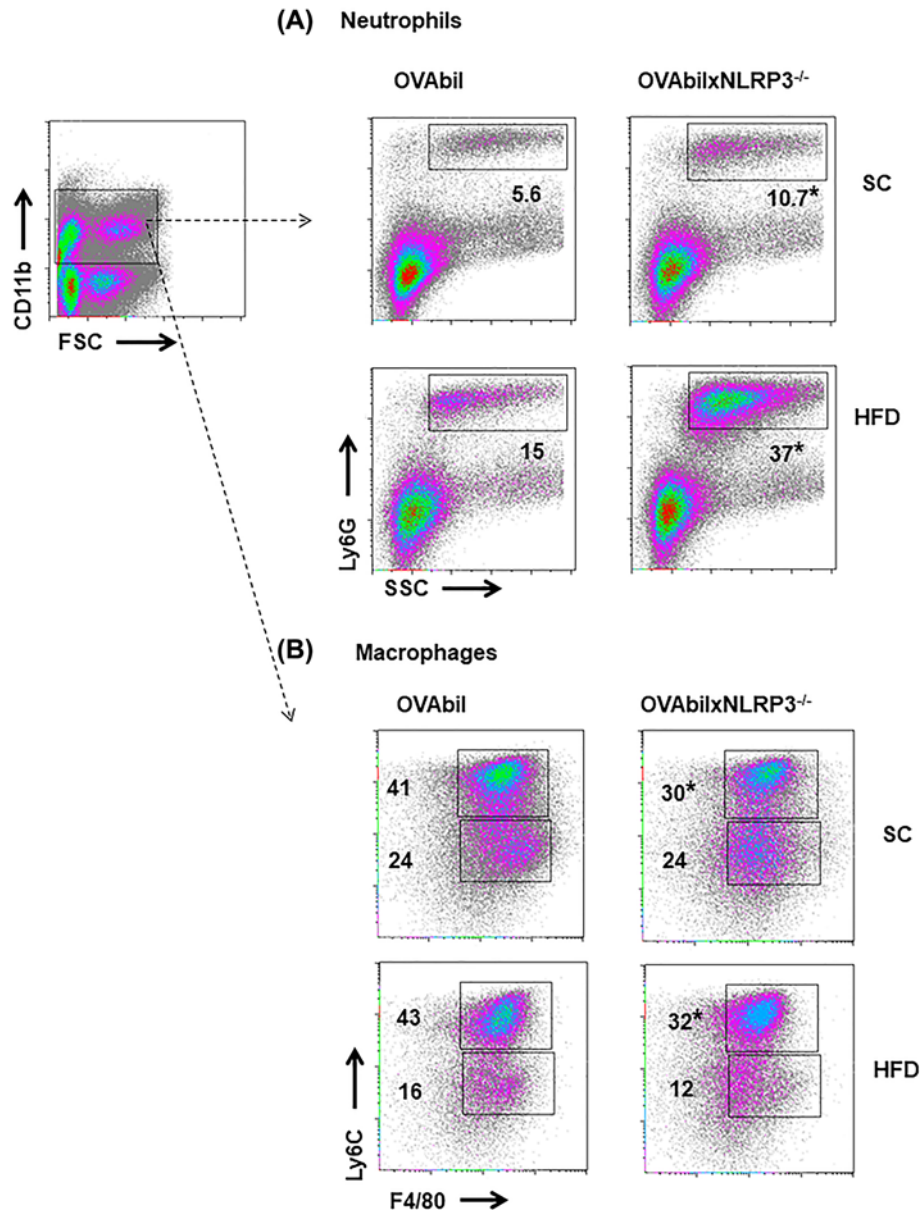 (A) Neutrophils
OVAbil
OVAbilxNLRP3-/-
CD11b
FSC
5.6
10.7*
SC
15
37*
HFD
Ly6G
SSC
(B) Macrophages
OVAbil
OVAbilxNLRP3-/-
41
24
30*
24
SC
43
16
32*
12
HFD
Ly6C
F4/80